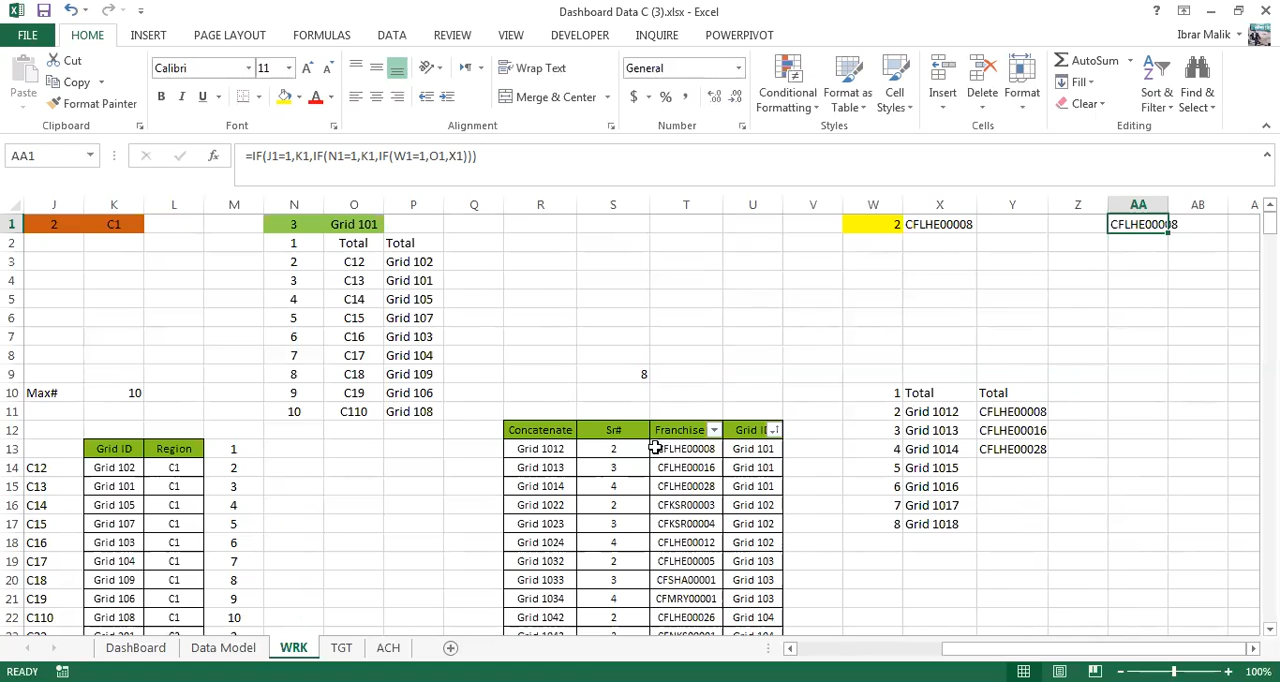 Dashboard Data C (3).xlsx - Excel
?
FILE HOME INSERT PAGE LAYOUT FORMULAS DATA REVIEW VIEW DEVELOPER INQUIRE POWERPIVOT Ibrar Malik
Paste Cut Copy Format Painter Clipboard
Calibri 11 B I U Font
Wrap Text Merge & Center Alignment
General $ % , Number
Conditional Formatting Format as Table Cell Styles Styles
Insert Delete Format Cells
AutoSum Fill Clear Sort & Filter Find & Select Editing
AA1 fx =IF(J1=1,K1,IF(N1=1,K1,IF(W1=1,O1,X1)))
J K L M N O P Q R S T U V W X Y Z AA AB A
1 2 C1 3 Grid 101 2 CFLHE00008 CFLHE00008
2 1 Total Total
3 2 C12 Grid 102
4 3 C13 Grid 101
5 4 C14 Grid 105
6 5 C15 Grid 107
7 6 C16 Grid 103
8 7 C17 Grid 104
9 8 C18 Grid 109 8
10 Max# 10 9 C19 Grid 106 1 Total Total
11 10 C110 Grid 108 2 Grid 1012 CFLHE00008
12 Concatenate Sr# Franchise 3 Grid 1013 CFLHE00016
13 Grid ID Region 1 Grid 1012 2 CFLHE00008 Grid 101 4 Grid 1014 CFLHE00028
14 C12 Grid 102 C1 2 Grid 1013 3 CFLHE00016 Grid 101 5 Grid 1015
15 C13 Grid 101 C1 3 Grid 1014 4 CFLHE00028 Grid 101 6 Grid 1016
16 C14 Grid 105 C1 4 Grid 1022 2 CFKSR00003 Grid 102 7 Grid 1017
17 C15 Grid 107 C1 5 Grid 1023 3 CFKSR00004 Grid 102 8 Grid 1018
18 C16 Grid 103 C1 6 Grid 1024 4 CFLHE00012 Grid 102
19 C17 Grid 104 C1 7 Grid 1032 2 CFLHE00005 Grid 103
20 C18 Grid 109 C1 8 Grid 1033 3 CFSHA00001 Grid 103
21 C19 Grid 106 C1 9 Grid 1034 4 CFMRY00001 Grid 103
22 C110 Grid 108 C1 10 Grid 1042 2 CFLHE00026 Grid 104
DashBoard Data Model WRK TGT ACH
READY 100%